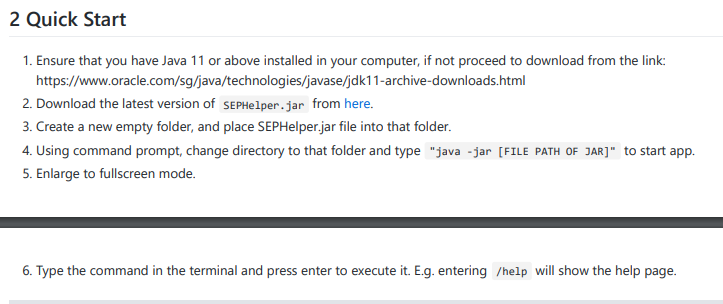 2 Quick Start
1. Ensure that you have Java 11 or above installed in your computer, if not proceed to download from the link:
https://www.oracle.com/sg/java/technologies/javase/jdk11-archive-downloads.html
2. Download the latest version of SEPHelper.jar from here.
3. Create a new empty folder, and place SEPHelper.jar file into that folder.
4. Using command prompt, change directory to that folder and type "java -jar [FILE PATH OF JAR]" to start app.
5. Enlarge to fullscreen mode.
6. Type the command in the terminal and press enter to execute it. E.g. entering /help will show the help page.